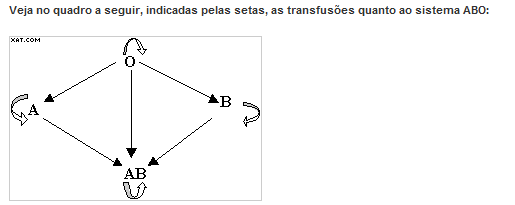 Veja no quadro a seguir, indicadas pelas setas, as transfusões quanto ao sistema ABO:
XAT.COM
O
A
B
AB